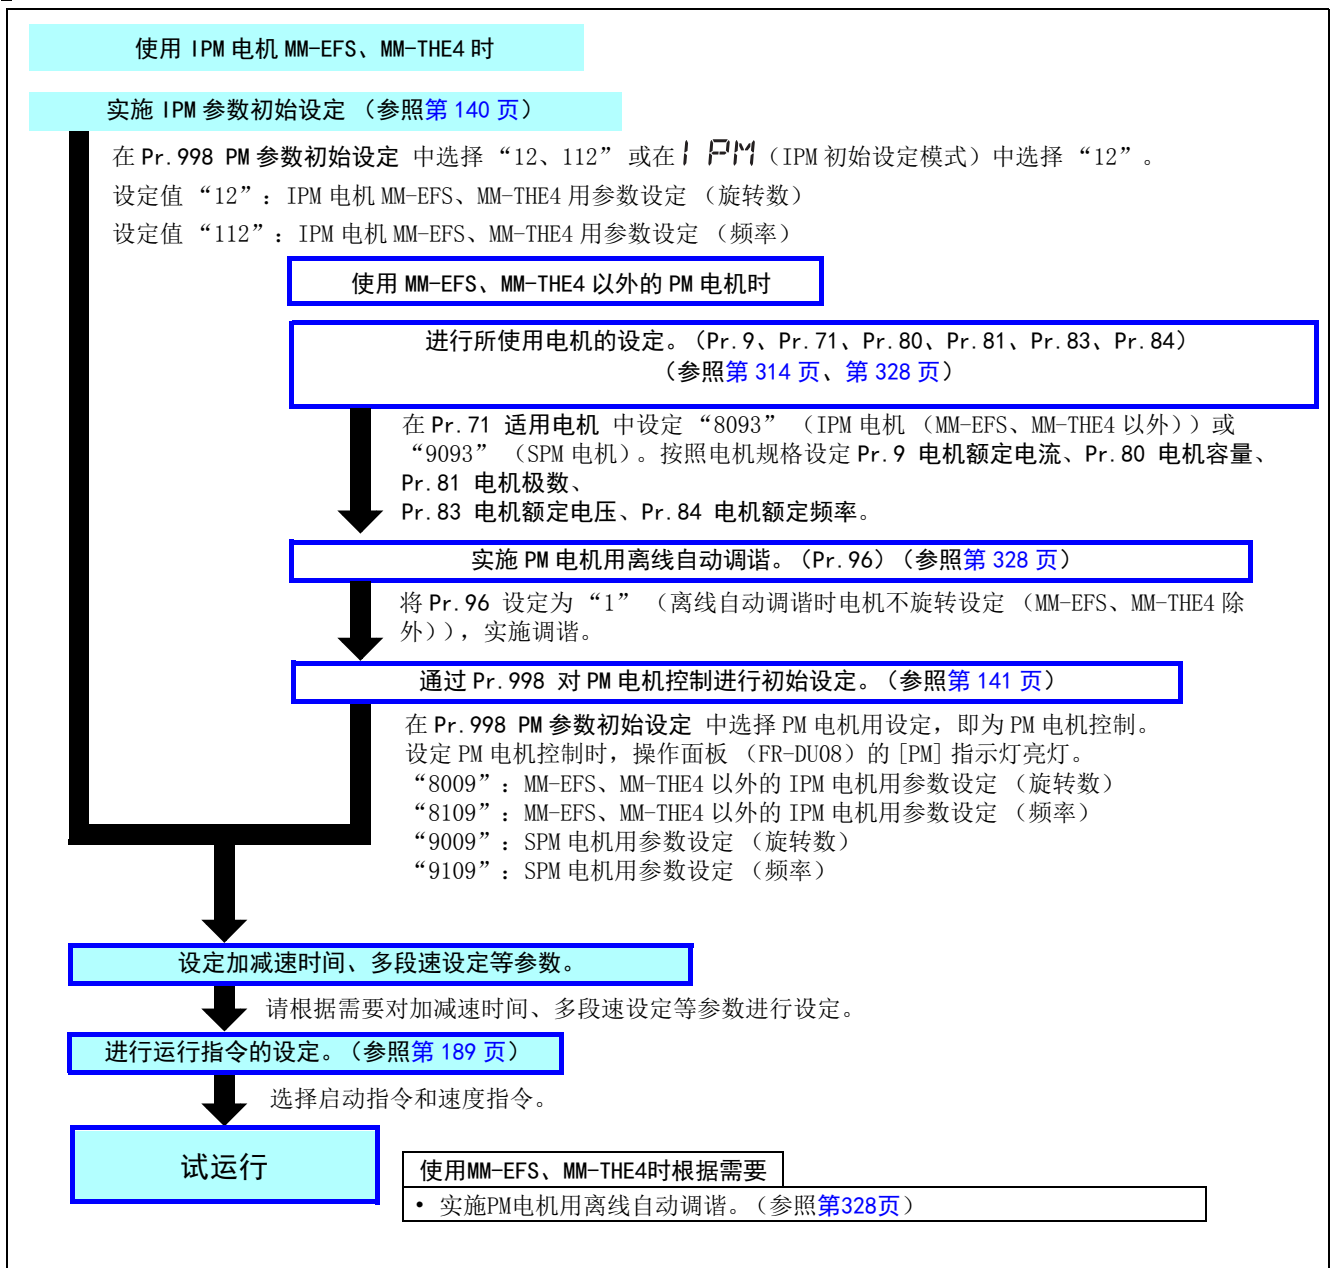 使用 IPM 电机 MM-EFS、MM-THE4 时
实施 IPM 参数初始设定 （参照第 140 页）
在 Pr.998 PM 参数初始设定 中选择 “12、112” 或在 IPM （IPM 初始设定模式）中选择 “12”。
设定值 “12”：IPM 电机 MM-EFS、MM-THE4 用参数设定 （旋转数）
设定值 “112”：IPM 电机 MM-EFS、MM-THE4 用参数设定 （频率）
使用 MM-EFS、MM-THE4 以外的 PM 电机时
进行所使用电机的设定。（Pr.9、Pr.71、Pr.80、Pr.81、Pr.83、Pr.84）
（参照第 314 页、第 328 页）
在 Pr.71 适用电机 中设定 “8093” （IPM 电机 （MM-EFS、MM-THE4 以外））或
“9093” （SPM 电机）。按照电机规格设定 Pr.9 电机额定电流、Pr.80 电机容量、
Pr.81 电机极数、
Pr.83 电机额定电压、Pr.84 电机额定频率。
实施 PM 电机用离线自动调谐。（Pr.96）（参照第 328 页）
将 Pr.96 设定为 “1” （离线自动调谐时电机不旋转设定 （MM-EFS、MM-THE4 除
外）），实施调谐。
通过 Pr.998 对 PM 电机控制进行初始设定。（参照第 141 页）
在 Pr.998 PM 参数初始设定 中选择 PM 电机用设定，即为 PM 电机控制。
设定 PM 电机控制时，操作面板 （FR-DU08）的 [PM] 指示灯亮灯。
“8009”：MM-EFS、MM-THE4 以外的 IPM 电机用参数设定 （旋转数）
“8109”：MM-EFS、MM-THE4 以外的 IPM 电机用参数设定 （频率）
“9009”：SPM 电机用参数设定 （旋转数）
“9109”：SPM 电机用参数设定 （频率）
设定加减速时间、多段速设定等参数。
请根据需要对加减速时间、多段速设定等参数进行设定。
进行运行指令的设定。（参照第 189 页）
选择启动指令和速度指令。
试运行
使用MM-EFS、MM-THE4时根据需要
• 实施PM电机用离线自动调谐。（参照第328页）